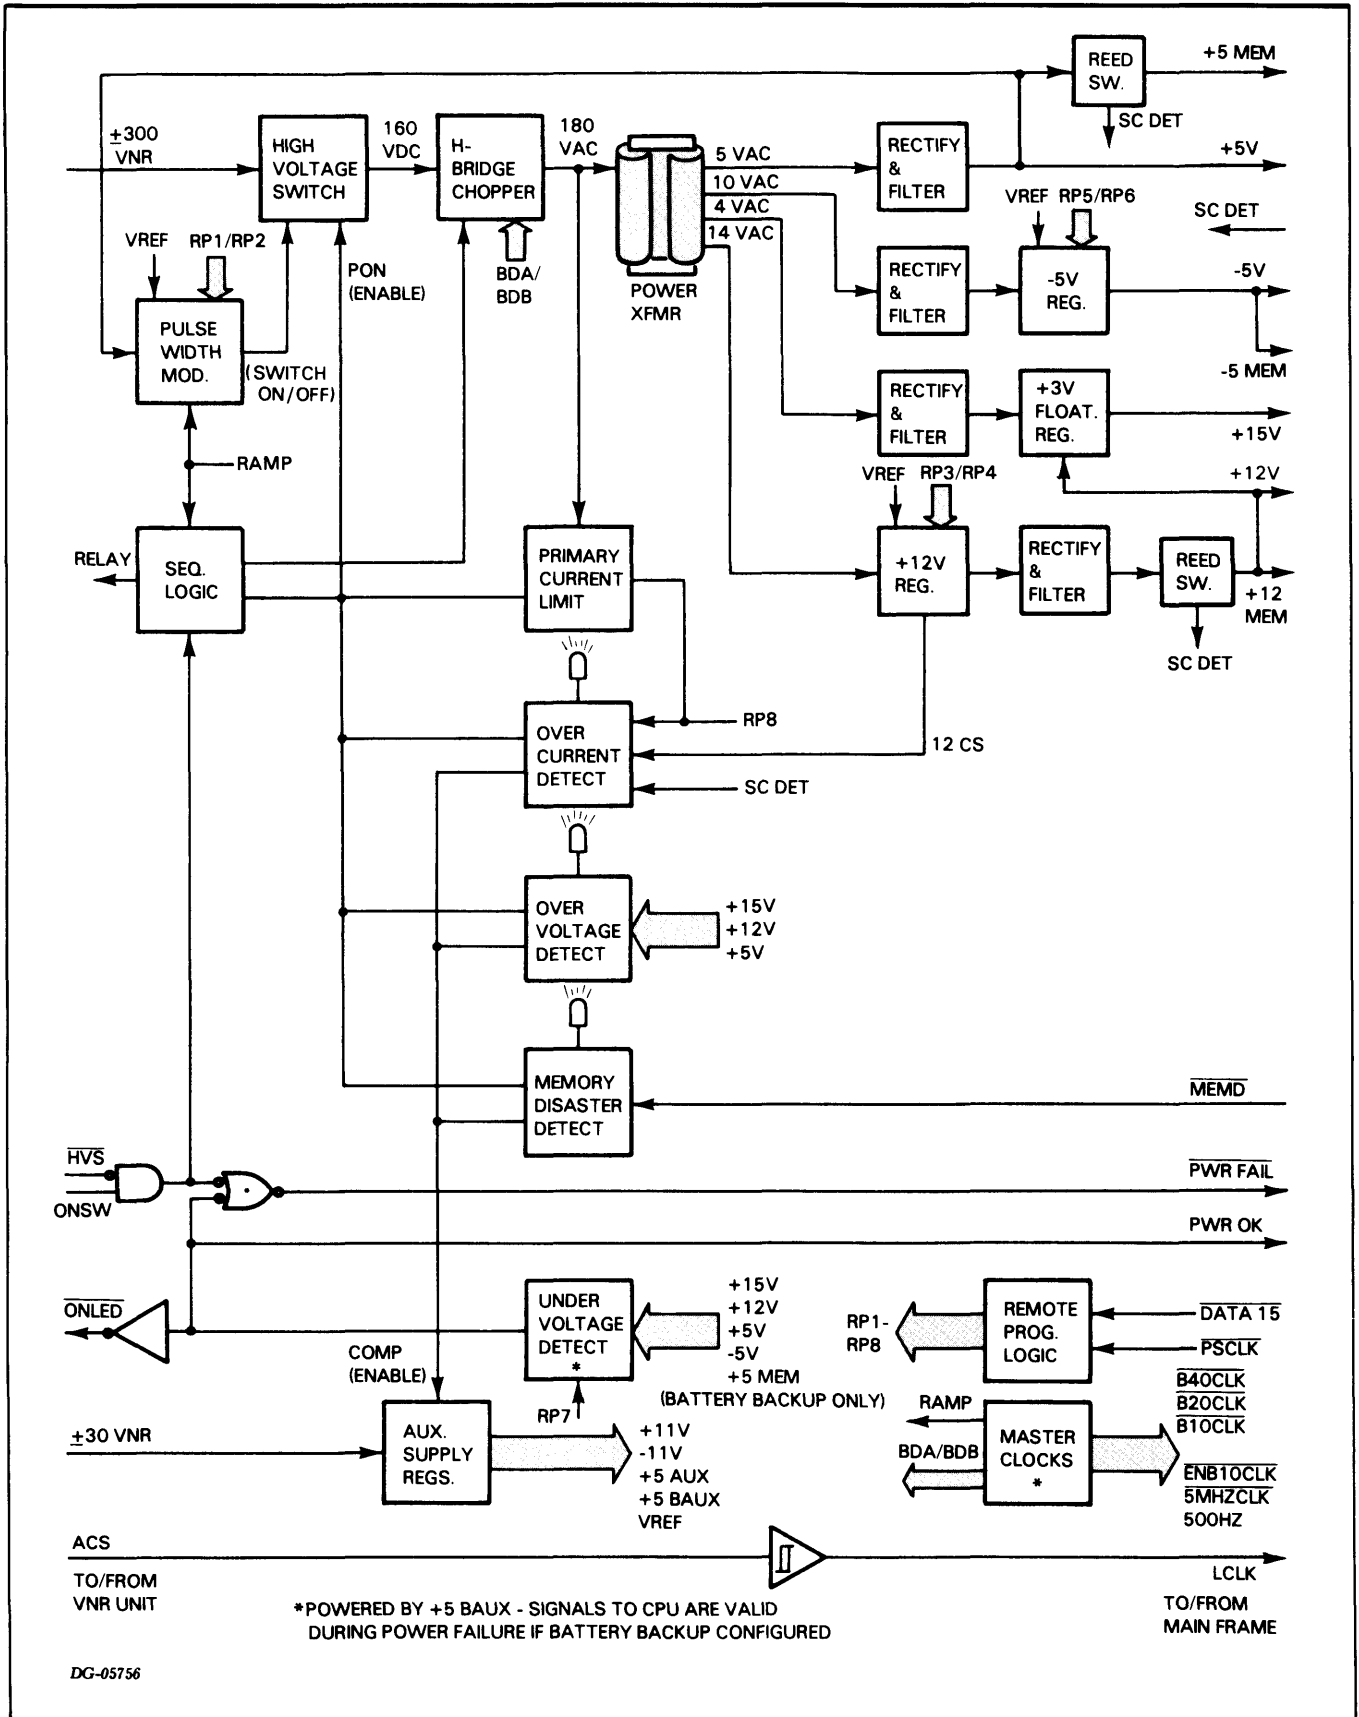 REED
SW.
+5 MEM
SC DET
±300
VNR
HIGH
VOLTAGE
SWITCH
160
VDC
H-
BRIDGE
CHOPPER
180
VAC
5 VAC
10 VAC
4 VAC
14 VAC
POWER
XFMR
RECTIFY
&
FILTER
+5V
VREF
RP5/RP6
SC DET
VREF
RP1/RP2
PON
(ENABLE)
BDA/
BDB
RECTIFY
&
FILTER
-5V
REG.
-5V
-5 MEM
PULSE
WIDTH
MOD.
(SWITCH
ON/OFF)
RECTIFY
&
FILTER
+3V
FLOAT.
REG.
+15V
RAMP
VREF
RP3/RP4
+12V
RELAY
SEQ.
LOGIC
PRIMARY
CURRENT
LIMIT
+12V
REG.
RECTIFY
&
FILTER
REED
SW.
+12
MEM
SC DET
OVER
CURRENT
DETECT
RP8
12 CS
SC DET
OVER
VOLTAGE
DETECT
+15V
+12V
+5V
MEMORY
DISASTER
DETECT
MEMD
HVS
ONSW
PWR FAIL
PWR OK
ONLED
UNDER
VOLTAGE
DETECT
*
+15V
+12V
+5V
-5V
+5 MEM
(BATTERY BACKUP ONLY)
RP7
RP1-
RP8
REMOTE
PROG.
LOGIC
DATA 15
PSCLK
COMP
(ENABLE)
±30 VNR
AUX.
SUPPLY
REGS.
+11V
-11V
+5 AUX
+5 BAUX
VREF
RAMP
BDA/BDB
MASTER
CLOCKS
*
B40CLK
B20CLK
B10CLK
ENB10CLK
5MHZCLK
500HZ
ACS
LCLK
TO/FROM
VNR UNIT
TO/FROM
MAIN FRAME
*POWERED BY +5 BAUX - SIGNALS TO CPU ARE VALID
DURING POWER FAILURE IF BATTERY BACKUP CONFIGURED
DG-05756